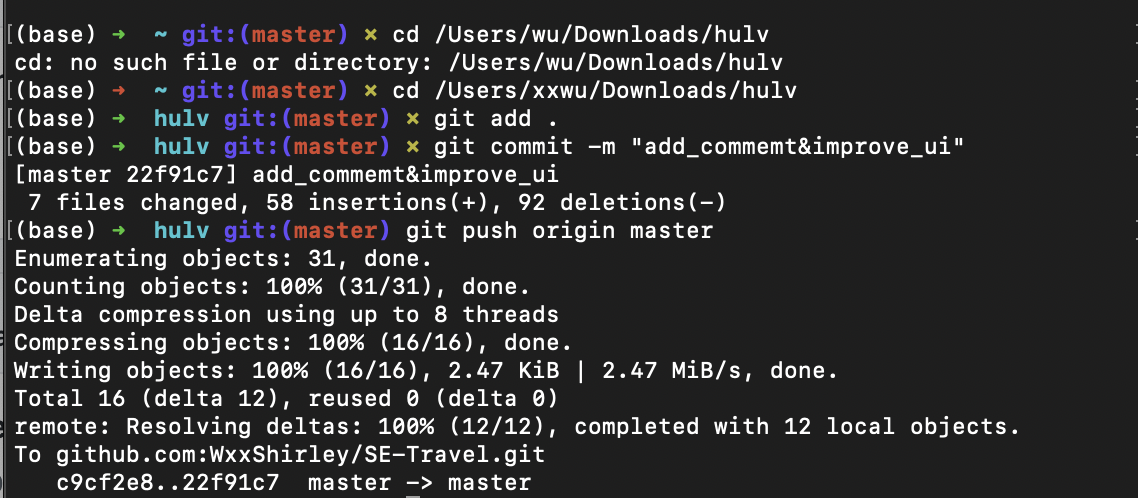 [(base) ➜  ~ git:(master) ✗ cd /Users/wu/Downloads/hulv
cd: no such file or directory: /Users/wu/Downloads/hulv
[(base) ➜  ~ git:(master) ✗ cd /Users/xxwu/Downloads/hulv
[(base) ➜  hulv git:(master) ✗ git add .
[(base) ➜  hulv git:(master) ✗ git commit -m "add_commemt&improve_ui"
[master 22f91c7] add_commemt&improve_ui
 7 files changed, 58 insertions(+), 92 deletions(-)
[(base) ➜  hulv git:(master) git push origin master
Enumerating objects: 31, done.
Counting objects: 100% (31/31), done.
Delta compression using up to 8 threads
Compressing objects: 100% (16/16), done.
Writing objects: 100% (16/16), 2.47 KiB | 2.47 MiB/s, done.
Total 16 (delta 12), reused 0 (delta 0)
remote: Resolving deltas: 100% (12/12), completed with 12 local objects.
To github.com:WxxShirley/SE-Travel.git
   c9cf2e8..22f91c7  master -> master